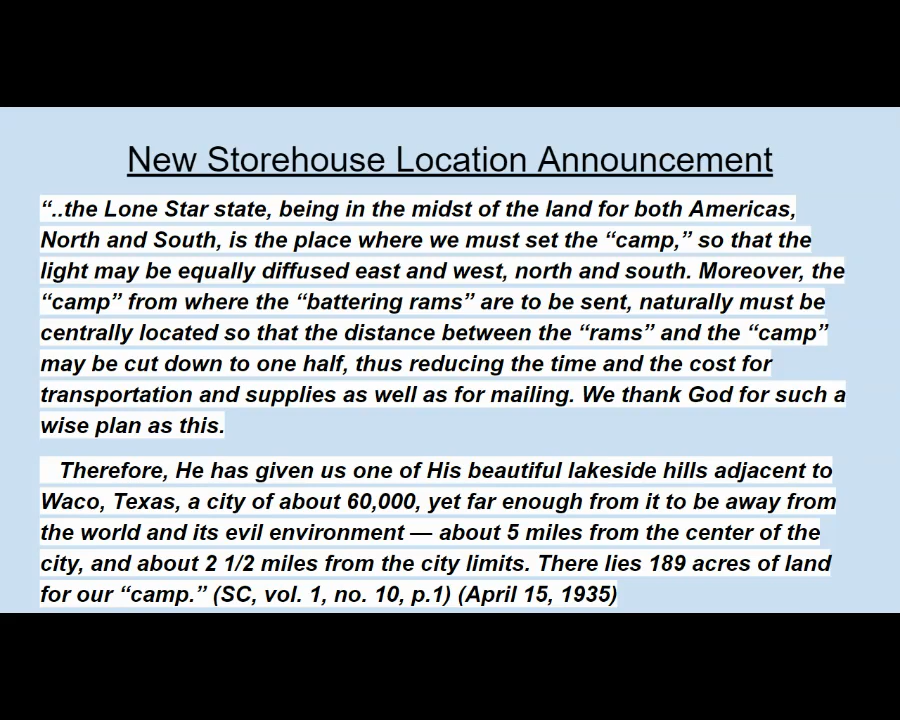 New Storehouse Location Announcement
“..the Lone Star state, being in the midst of the land for both Americas,
North and South, is the place where we must set the “camp,” so that the
light may be equally diffused east and west, north and south. Moreover, the
“camp” from where the “battering rams” are to be sent, naturally must be
centrally located so that the distance between the “rams” and the “camp”
may be cut down to one half, thus reducing the time and the cost for
transportation and supplies as well as for mailing. We thank God for such a
wise plan as this.
Therefore, He has given us one of His beautiful lakeside hills adjacent to
Waco, Texas, a city of about 60,000, yet far enough from it to be away from
the world and its evil environment — about 5 miles from the center of the
city, and about 2 1/2 miles from the city limits. There lies 189 acres of land
for our “camp.” (SC, vol. 1, no. 10, p.1) (April 15, 1935)